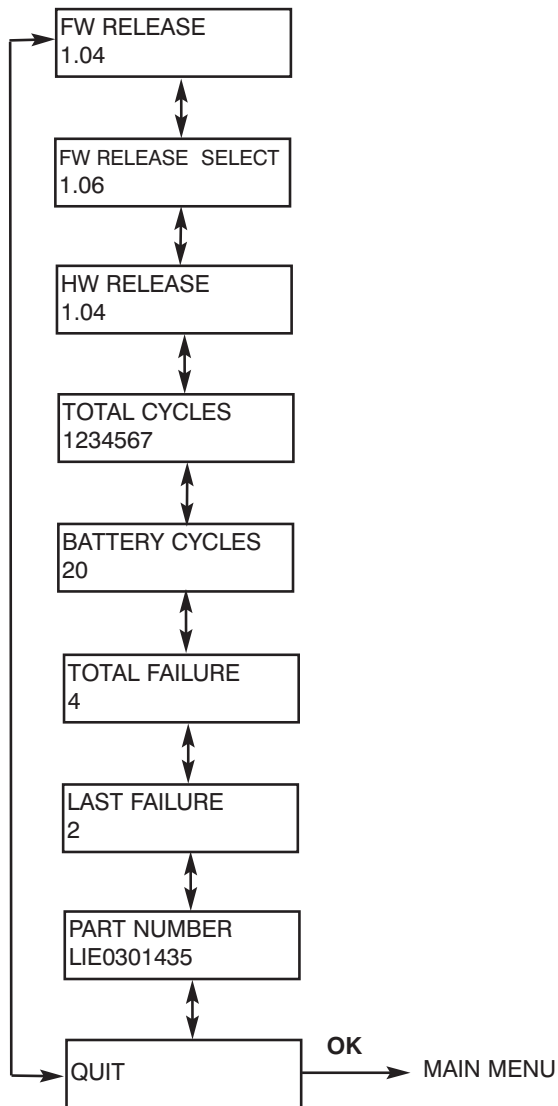 FW RELEASE
1.04
FW RELEASE SELECT
1.06
HW RELEASE
1.04
TOTAL CYCLES
1234567
BATTERY CYCLES
20
TOTAL FAILURE
4
LAST FAILURE
2
PART NUMBER
LIE0301435
QUIT
OK
MAIN MENU